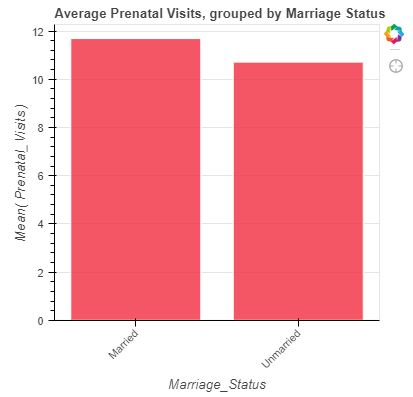 Average Prenatal Visits, grouped by Marriage Status
12
10
8
6
4
2
0
Mean( Prenatal_Visits)
Married
Unmarried
Marriage_Status